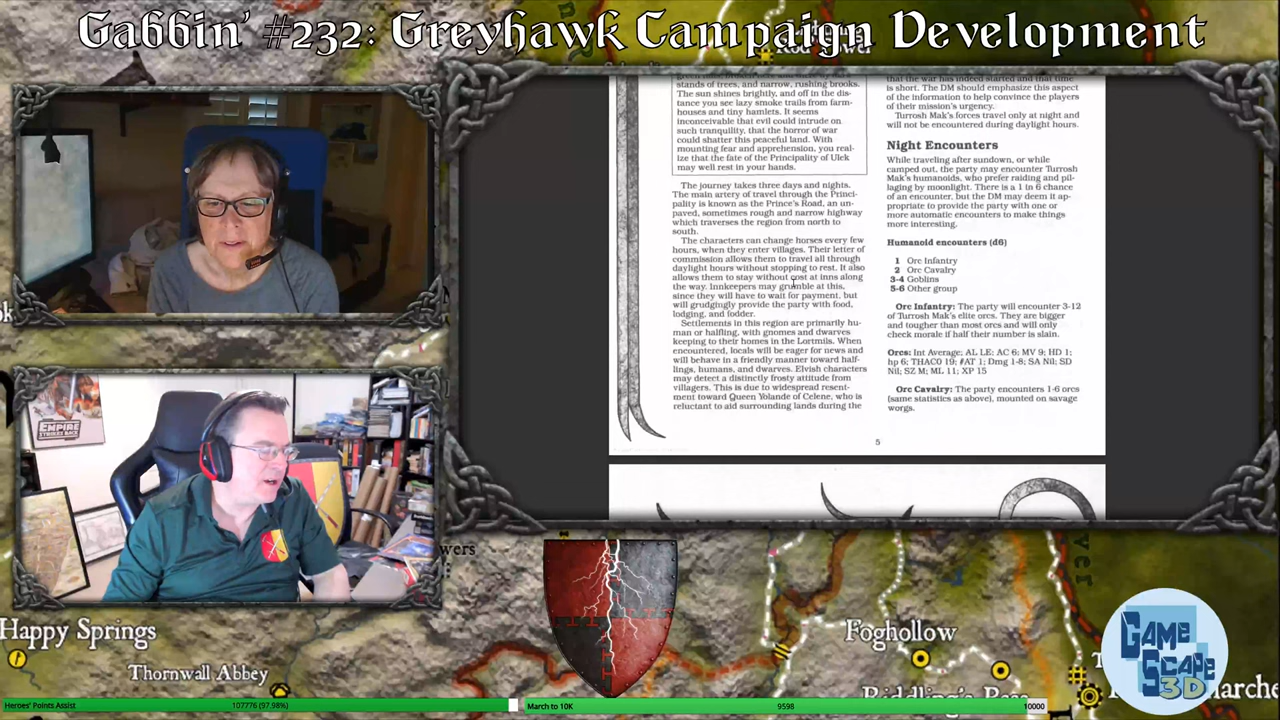 Gabbin' #232: Greyhawk Campaign Development
stands of trees, and narrow, rushing brooks.
The sun shines brightly, and off in the dis-
tance you see lazy smoke trails from farm-
houses and tiny hamlets. It seems
inconceivable that evil could intrude on
such tranquility, that the horror of war
could shatter this peaceful land. With
mounting fear and apprehension, you real-
ize that the fate of the Principality of Ulek
may well rest in your hands.
The journey takes three days and nights.
The main artery of travel through the Princi-
pality is known as the Prince's Road, an un-
paved, sometimes rough and narrow highway
which traverses the region from north to
south.
The characters can change horses every few
hours, when they enter villages. Their letter of
commission allows them to travel all through
daylight hours without stopping to rest. It also
allows them to stay without cost at inns along
the way. Innkeepers may grumble at this,
since they will have to wait for payment, but
will grudgingly provide the party with food,
lodging, and fodder.
Settlements in this region are primarily hu-
man or halfling, with gnomes and dwarves
keeping to their homes in the Lortmils. When
encountered, locals will be eager for news and
will behave in a friendly manner toward half-
lings, humans, and dwarves. Elvish characters
may detect a distinctly frosty attitude from
villagers. This is due to widespread resent-
ment toward Queen Yolande of Celene, who is
reluctant to aid surrounding lands during the
that the war has indeed started and that time
is short. The DM should emphasize this aspect
of the information to help convince the players
of their mission's urgency.
Turrosh Mak's forces travel only at night and
will not be encountered during daylight hours.
Night Encounters
While traveling after sundown, or while
camped out, the party may encounter Turrosh
Mak's humanoids, who prefer raiding and pil-
laging by moonlight. There is a 1 in 6 chance
of an encounter, but the DM may deem it ap-
propriate to provide the party with one or
more automatic encounters to make things
more interesting.
Humanoid encounters (d6)
1 Orc Infantry
2 Orc Cavalry
3-4 Goblins
5-6 Other group
Orc Infantry: The party will encounter 3-12
of Turrosh Mak's elite orcs. They are bigger
and tougher than most orcs and will only
check morale if half their number is slain.
Orcs: Int Average; AL LE; AC 6; MV 9; HD 1;
hp 6; THAC0 19; #AT 1; Dmg 1-8; SA Nil; SD
Nil; SZ M; ML 11; XP 15
Orc Cavalry: The party encounters 1-6 orcs
(same statistics as above), mounted on savage
worgs.
5
EMPIRE
STRIKES BACK
wers
Happy Springs
Thornwall Abbey
Foghollow
GAME
SCAPE
3D
Heroes' Points Assist
107776 (97.98%)
March to 10K
9598
10000